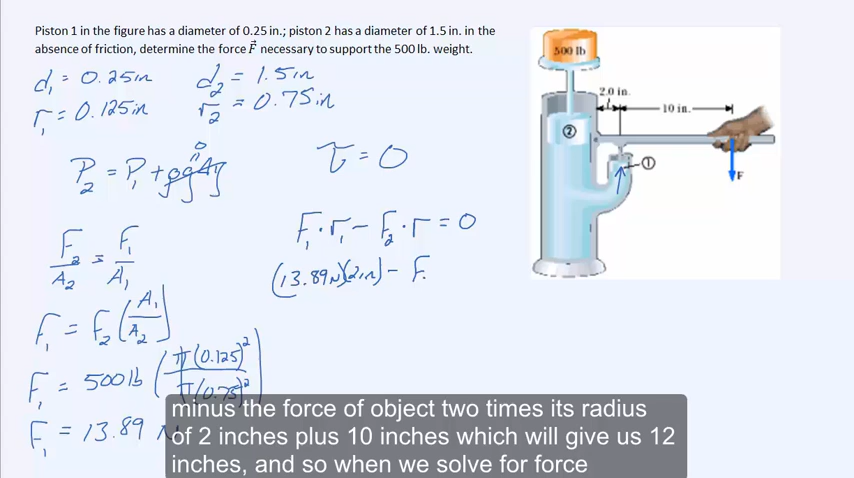 Piston 1 in the figure has a diameter of 0.25 in.; piston 2 has a diameter of 1.5 in. in the
absence of friction, determine the force F⃗ necessary to support the 500 lb. weight.
d₁ = 0.25in d₂ = 1.5in
r₁ = 0.125in r₂ = 0.75in
P₂ = P₁ + ρgΔy 0
τ = 0
F₂/A₂ = F₁/A₁
F₁ · r₁ − F₂ · r = 0
(13.89N)(2in) − F.
F₁ = F₂(A₁/A₂)
F₁ = 500lb (π(0.125)²/π(0.75)²)
F₁ = 13.89 N
500 lb
2.0 in.
10 in.
②
①
F
minus the force of object two times its radius
of 2 inches plus 10 inches which will give us 12
inches, and so when we solve for force